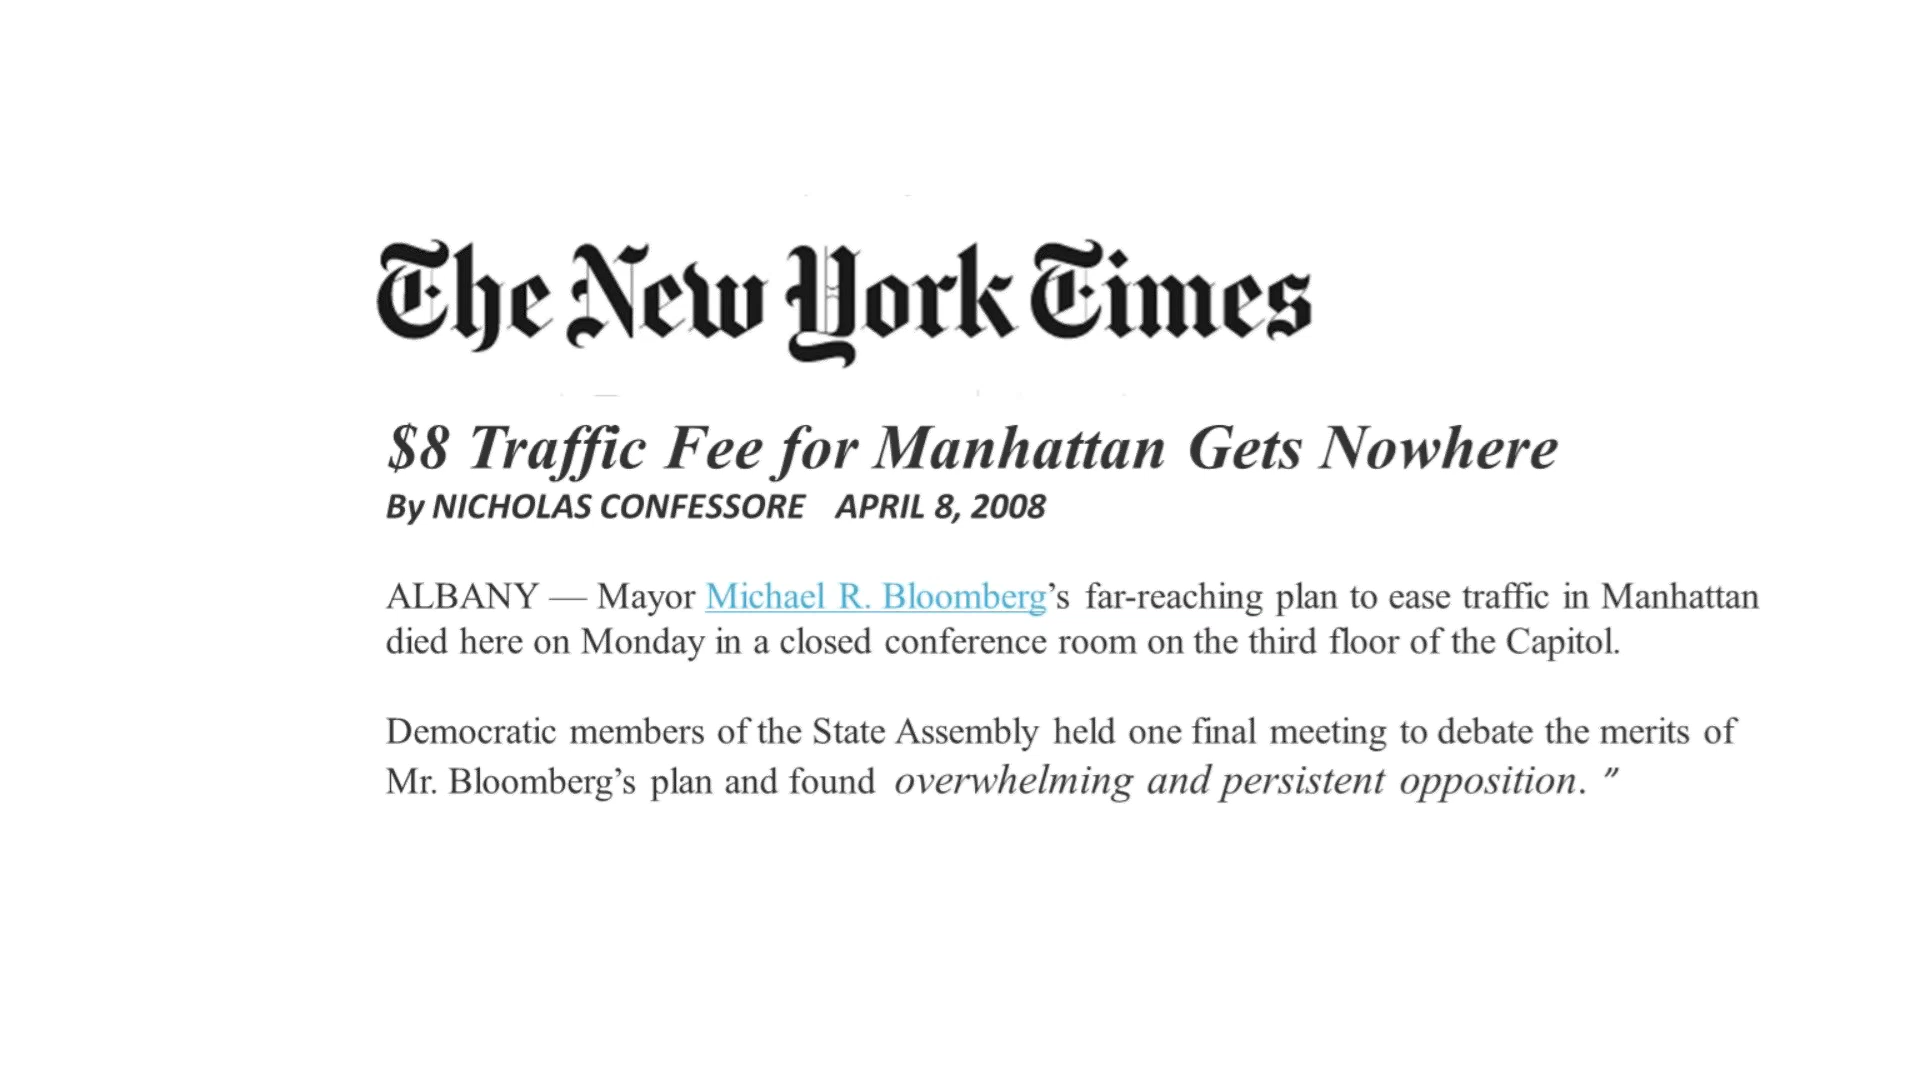 The New York Times
$8 Traffic Fee for Manhattan Gets Nowhere
By NICHOLAS CONFESSORE APRIL 8, 2008
ALBANY — Mayor Michael R. Bloomberg’s far-reaching plan to ease traffic in Manhattan
died here on Monday in a closed conference room on the third floor of the Capitol.
Democratic members of the State Assembly held one final meeting to debate the merits of
Mr. Bloomberg’s plan and found overwhelming and persistent opposition. ”